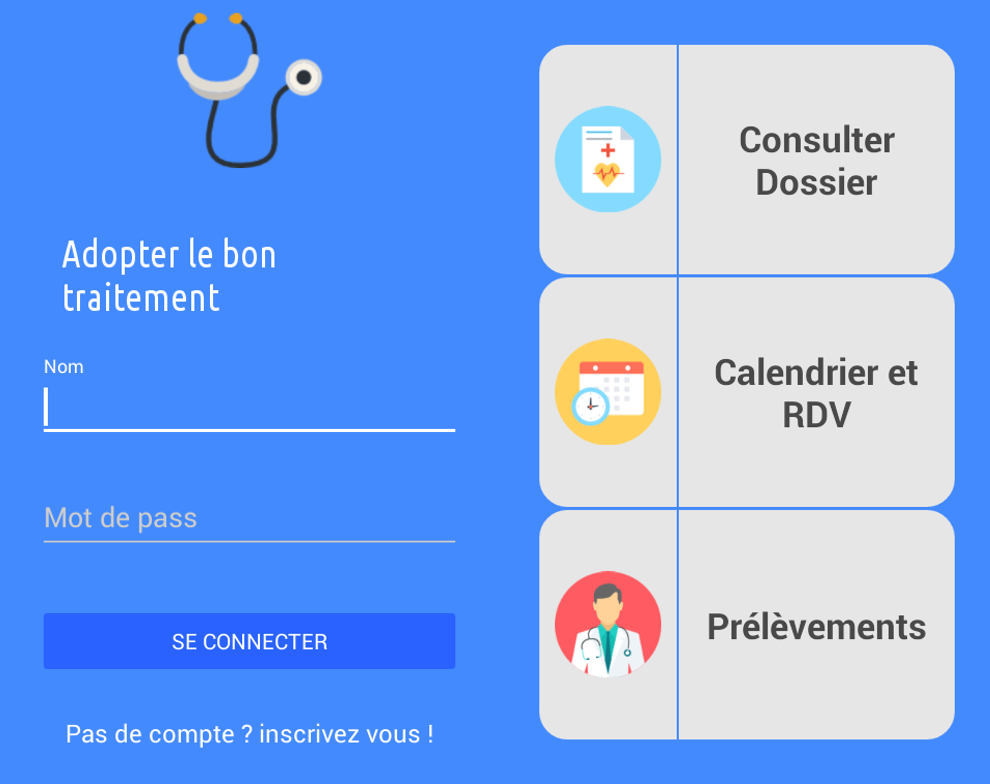 Adopter le bon
traitement
Nom
Mot de pass
SE CONNECTER
Pas de compte ? inscrivez vous !
Consulter
Dossier
Calendrier et
RDV
Prélèvements